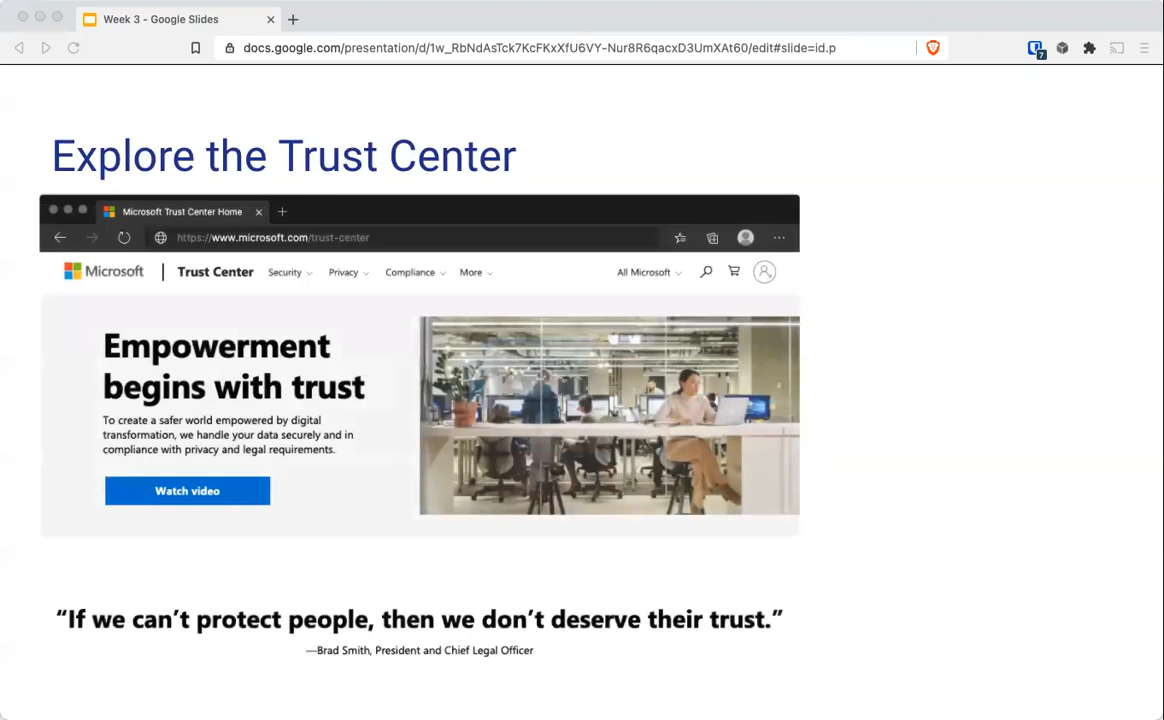 Week 3 - Google Slides
docs.google.com/presentation/d/1w_RbNdAsTck7KcFKxXfU6VY-Nur8R6qacxD3UmXAt60/edit#slide=id.p
7
Explore the Trust Center
Microsoft Trust Center Home
https://www.microsoft.com/trust-center
Microsoft | Trust Center Security Privacy Compliance More All Microsoft
Empowerment
begins with trust
To create a safer world empowered by digital
transformation, we handle your data securely and in
compliance with privacy and legal requirements.
Watch video
“If we can’t protect people, then we don’t deserve their trust.”
—Brad Smith, President and Chief Legal Officer